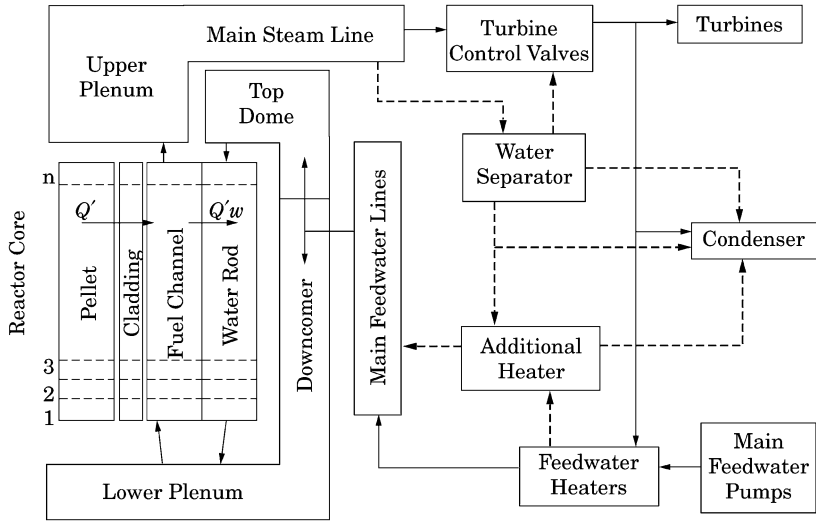 Main Steam Line
Upper
Plenum
Turbine
Control Valves
Turbines
Top
Dome
Water
Separator
Condenser
Reactor Core
n
3
2
1
Q′
Q′w
Pellet
Cladding
Fuel Channel
Water Rod
Downcomer
Main Feedwater Lines
Additional
Heater
Feedwater
Heaters
Main
Feedwater
Pumps
Lower Plenum